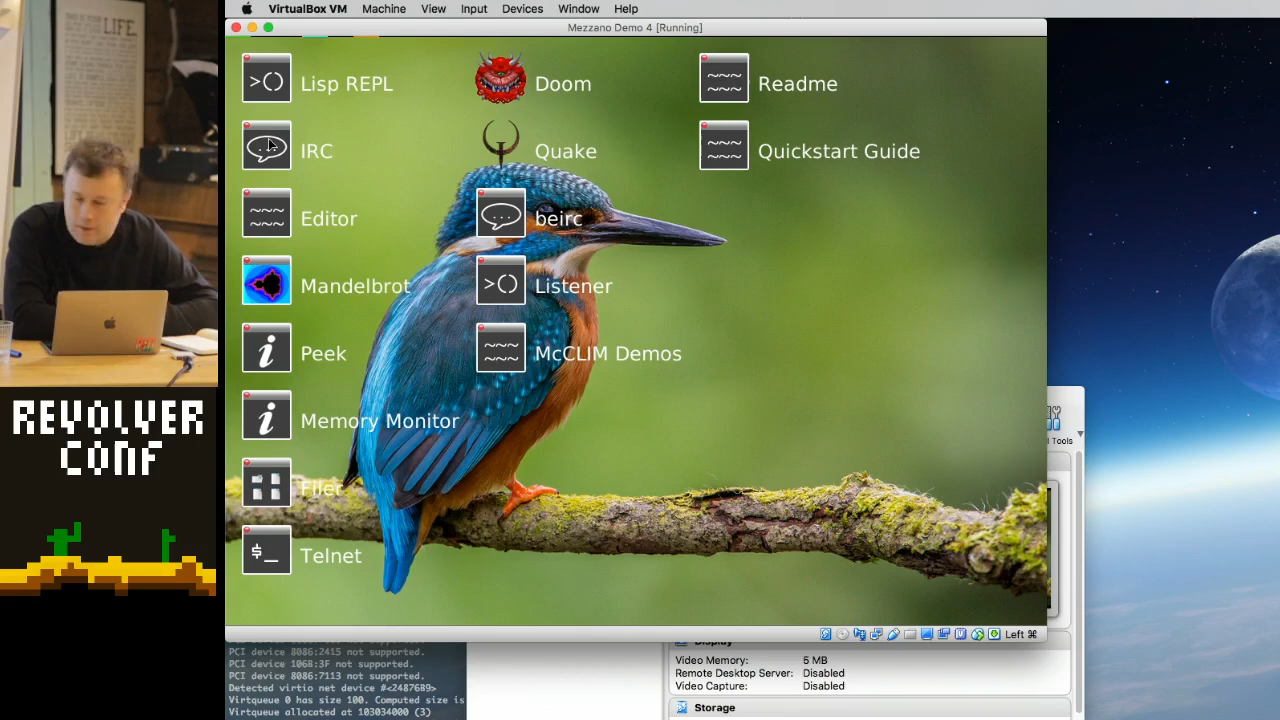 VirtualBox VM Machine View Input Devices Window Help
Mezzano Demo 4 [Running]
Lisp REPL
Doom
Readme
IRC
Quake
Quickstart Guide
Editor
beirc
Mandelbrot
Listener
Peek
McCLIM Demos
Memory Monitor
Filer
Telnet
Left ⌘
LIFE.
REVOLVER
CONF
Tools
PCI device 8086:2415 not supported.
PCI device 106B:3F not supported.
PCI device 8086:7113 not supported.
Detected virtio net device #<2487689>
Virtqueue 0 has size 100. Computed size is
Virtqueue allocated at 103034000 (3)
Display
Video Memory: 5 MB
Remote Desktop Server: Disabled
Video Capture: Disabled
Storage